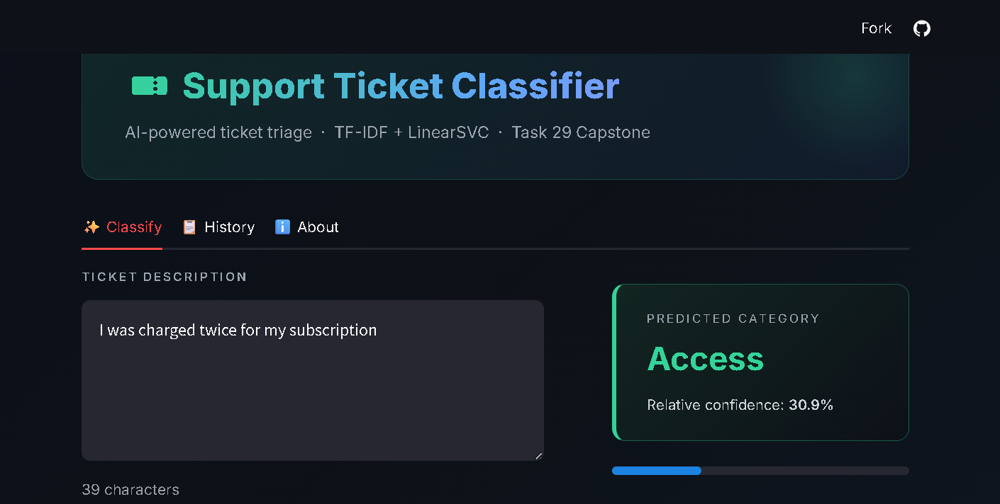 Fork
Support Ticket Classifier
AI-powered ticket triage · TF-IDF + LinearSVC · Task 29 Capstone
Classify History About
TICKET DESCRIPTION
I was charged twice for my subscription
39 characters
PREDICTED CATEGORY
Access
Relative confidence: 30.9%